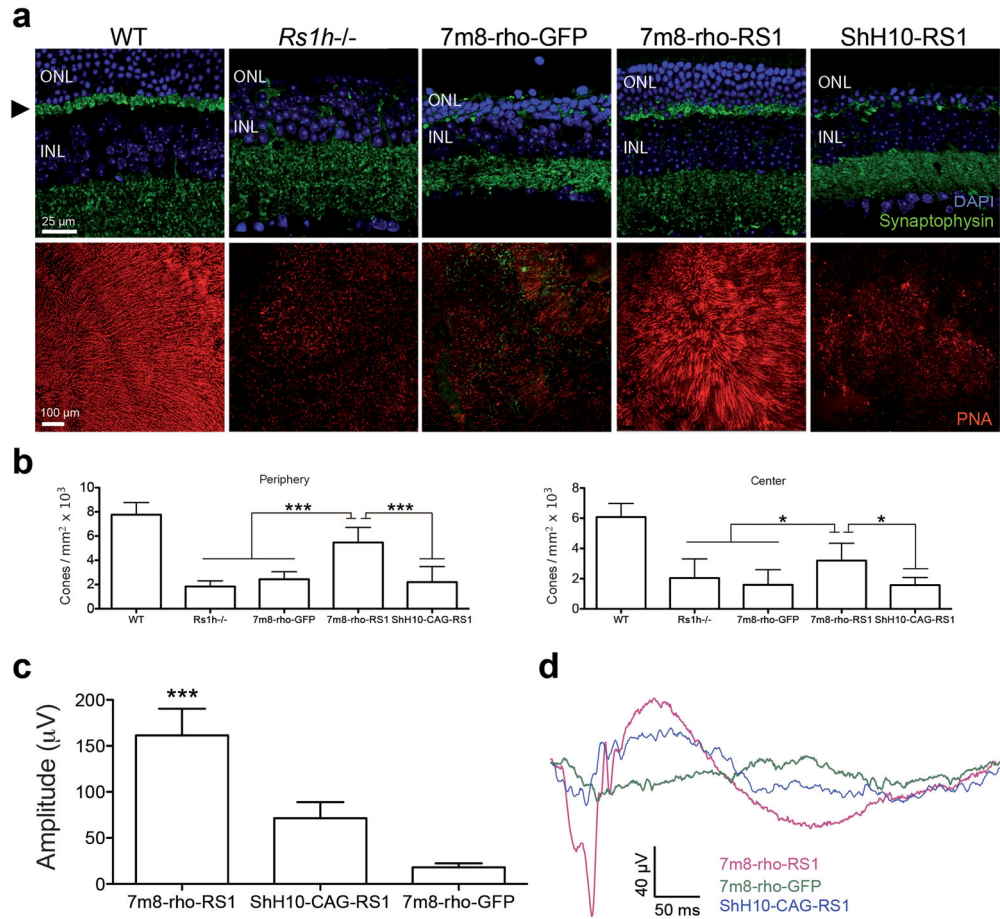 a
WT
Rs1h-/-
7m8-rho-GFP
7m8-rho-RS1
ShH10-RS1
ONL
INL
25 µm
ONL
INL
ONL
INL
ONL
INL
ONL
INL
DAPI
Synaptophysin
100 µm
PNA
b
Periphery
Cones / mm² x 10³
10
8
6
4
2
0
***
***
WT
Rs1h-/-
7m8-rho-GFP
7m8-rho-RS1
ShH10-CAG-RS1
Center
Cones / mm² x 10³
8
6
4
2
0
*
*
WT
Rs1h-/-
7m8-rho-GFP
7m8-rho-RS1
ShH10-CAG-RS1
c
Amplitude (µV)
200
150
100
50
0
***
7m8-rho-RS1
ShH10-CAG-RS1
7m8-rho-GFP
d
40 µV
50 ms
7m8-rho-RS1
7m8-rho-GFP
ShH10-CAG-RS1